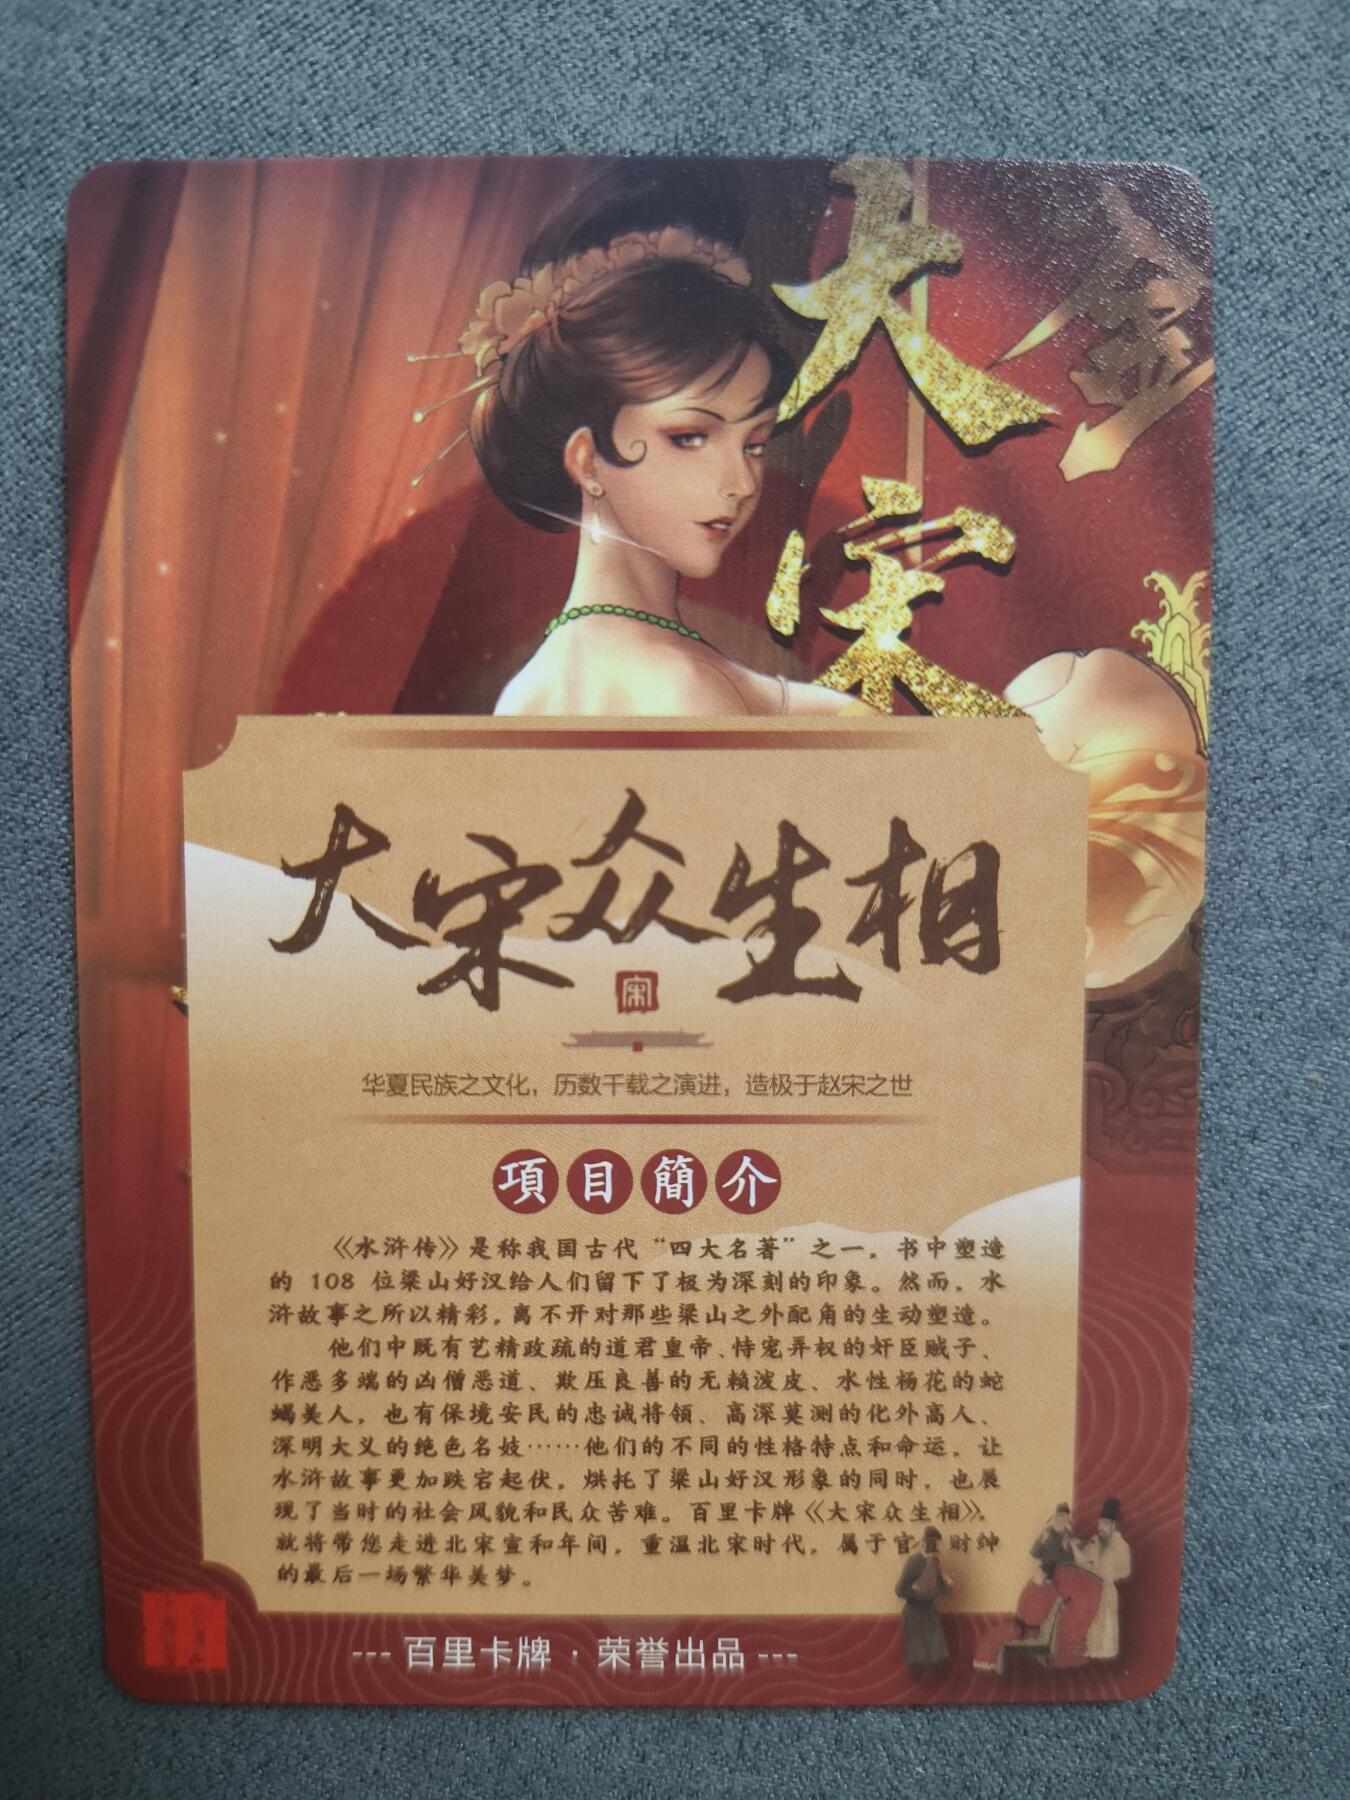 大宋
大宋众生相
宋
华夏民族之文化，历数千载之演进，造极于赵宋之世
項目簡介
《水浒传》是称我国古代“四大名著”之一，书中塑造
的 108 位梁山好汉给人们留下了极为深刻的印象。然而，水
浒故事之所以精彩，离不开对那些梁山之外配角的生动塑造。
他们中既有艺精政疏的道君皇帝、恃宠弄权的奸臣贼子、
作恶多端的凶僧恶道、欺压良善的无赖泼皮、水性杨花的蛇
蝎美人，也有保境安民的忠诚将领、高深莫测的化外高人、
深明大义的绝色名妓……他们的不同的性格特点和命运，让
水浒故事更加跌宕起伏，烘托了梁山好汉形象的同时，也展
现了当时的社会风貌和民众苦难。百里卡牌《大宋众生相》，
就将带您走进北宋宣和年间，重温北宋时代，属于官宦财绅
的最后一场繁华美梦。
--- 百里卡牌 · 荣誉出品 ---